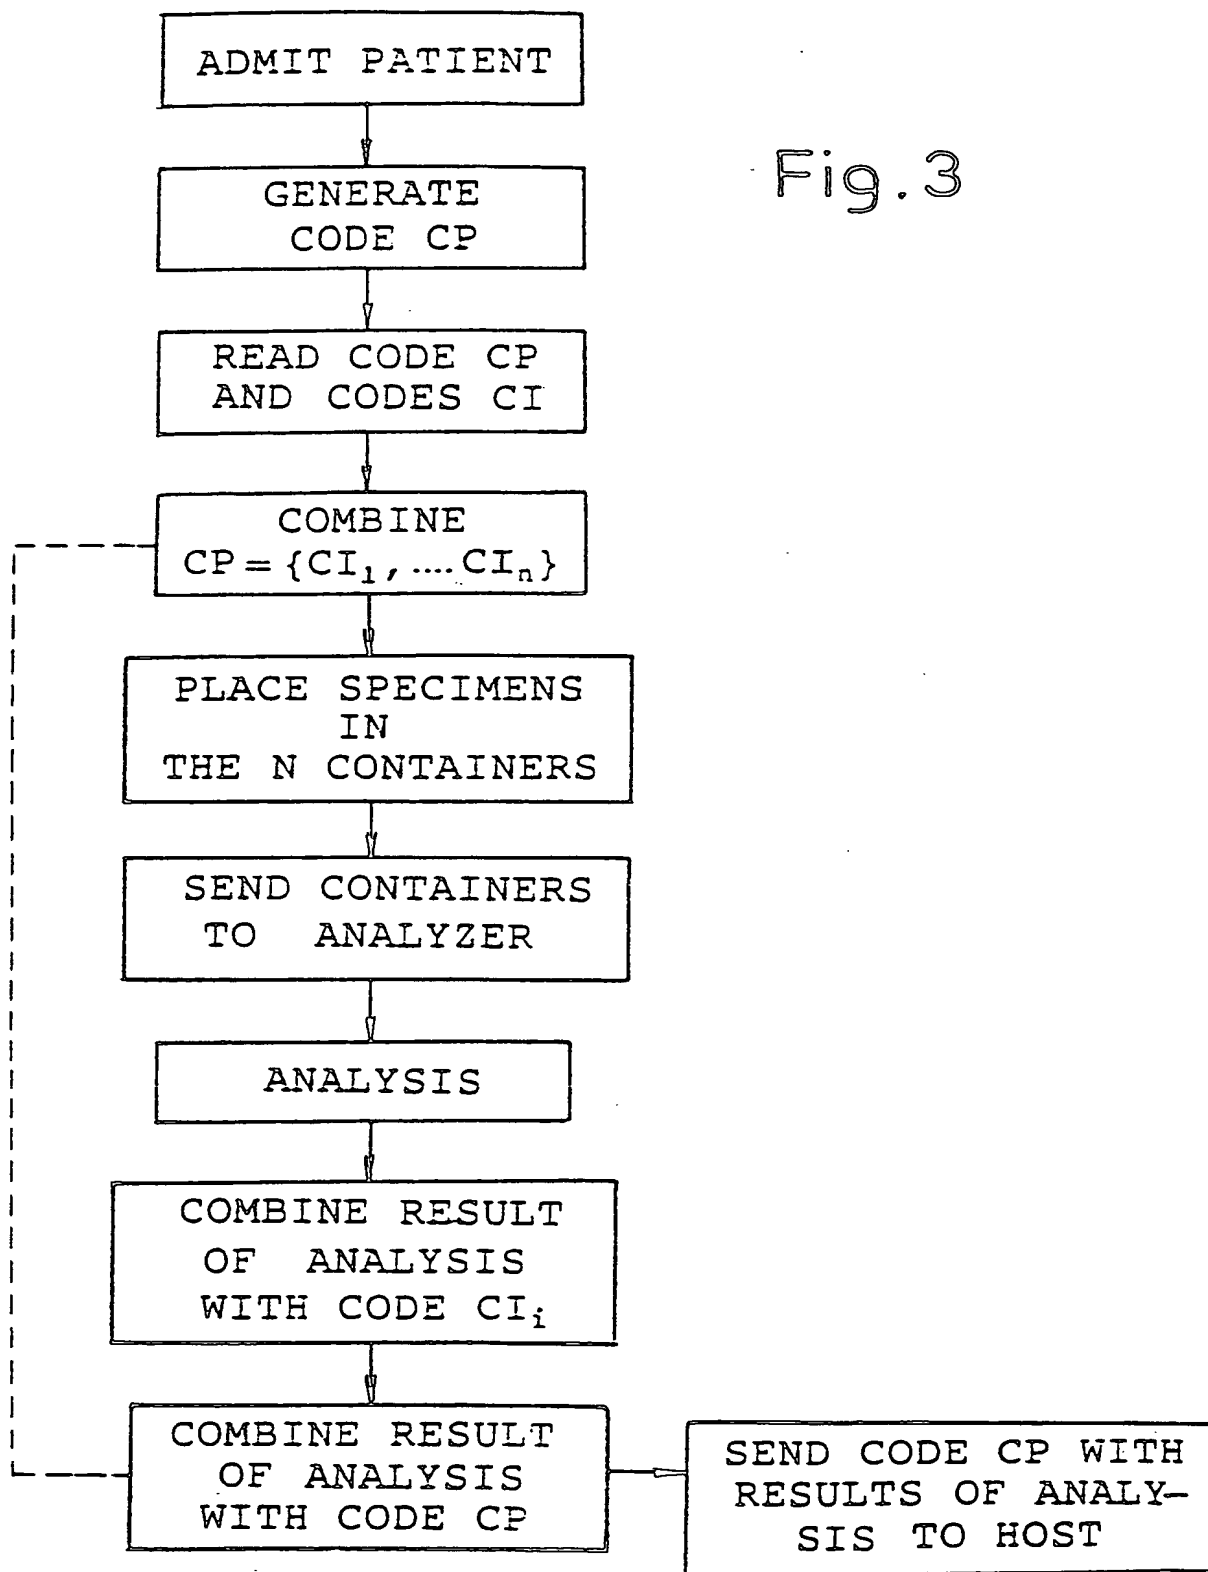 ADMIT PATIENT
Fig.3
GENERATE
CODE CP
READ CODE CP
AND CODES CI
COMBINE
CP = {CI₁, .... CIₙ}
PLACE SPECIMENS
IN
THE N CONTAINERS
SEND CONTAINERS
TO ANALYZER
ANALYSIS
COMBINE RESULT
OF ANALYSIS
WITH CODE CIᵢ
COMBINE RESULT
OF ANALYSIS
WITH CODE CP
SEND CODE CP WITH
RESULTS OF ANALY-
SIS TO HOST